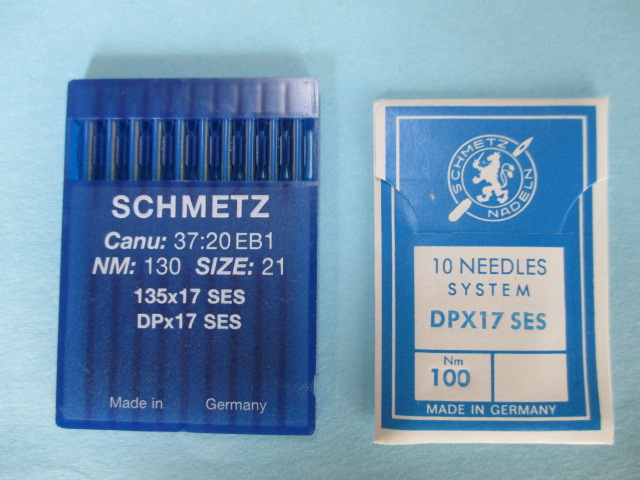 SCHMETZ
Canu: 37:20 EB1
NM: 130 SIZE: 21
135x17 SES
DPx17 SES
Made in Germany
SCHMETZ
NADELN
10 NEEDLES
SYSTEM
DPX17 SES
Nm
100
MADE IN GERMANY